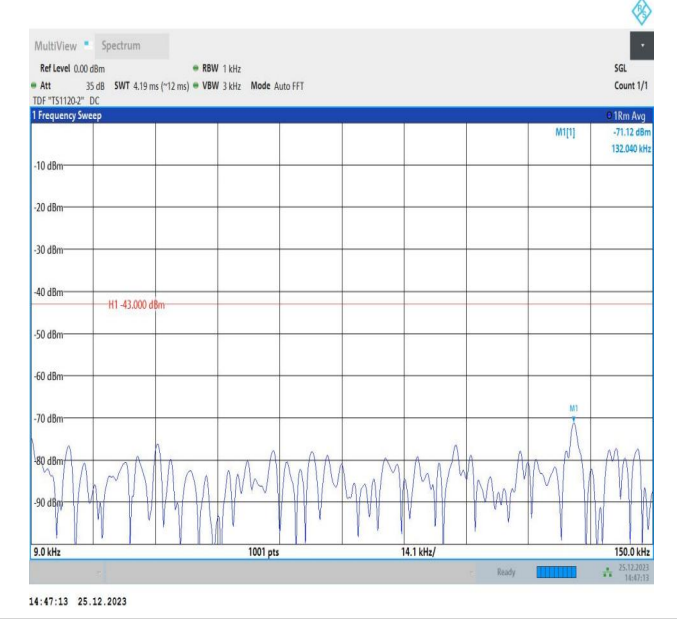 MultiView Spectrum
Ref Level 0.00 dBm RBW 1 kHz SGL
Att 35 dB SWT 4.19 ms (~12 ms) VBW 3 kHz Mode Auto FFT Count 1/1
TDF "TS1120-2" DC
1 Frequency Sweep 1Rm Avg
M1[1] -71.12 dBm
132.040 kHz
-10 dBm
-20 dBm
-30 dBm
-40 dBm
H1 -43.000 dBm
-50 dBm
-60 dBm
M1
-70 dBm
-80 dBm
-90 dBm
9.0 kHz 1001 pts 14.1 kHz/ 150.0 kHz
Ready 25.12.2023
14:47:13
14:47:13 25.12.2023